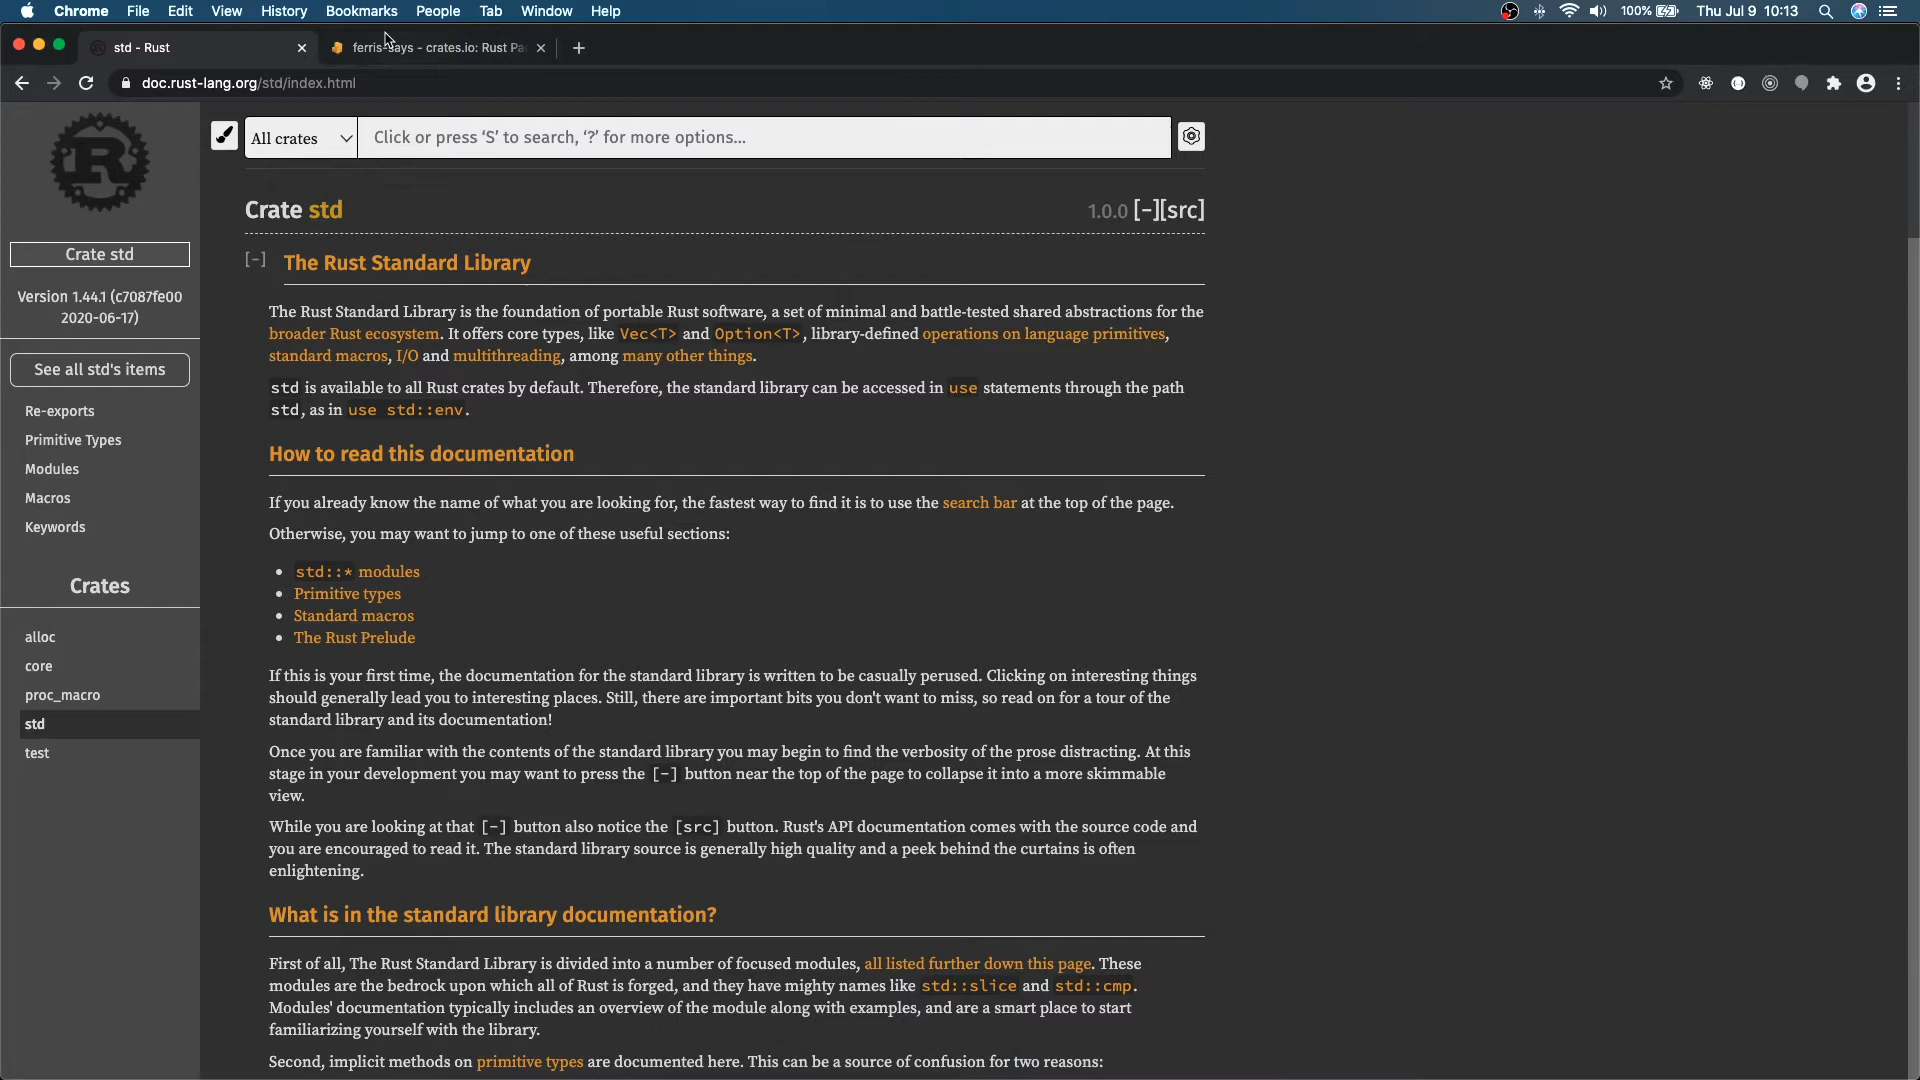 Chrome File Edit View History Bookmarks People Tab Window Help 100% Thu Jul 9 10:13
std - Rust
ferris-says - crates.io: Rust Pa
doc.rust-lang.org/std/index.html
All crates
Click or press ‘S’ to search, ‘?’ for more options...
Crate std
Version 1.44.1 (c7087fe00
2020-06-17)
See all std's items
Re-exports
Primitive Types
Modules
Macros
Keywords
Crates
alloc
core
proc_macro
std
test
Crate std 1.0.0 [-][src]
[-] The Rust Standard Library
The Rust Standard Library is the foundation of portable Rust software, a set of minimal and battle-tested shared abstractions for the
broader Rust ecosystem. It offers core types, like Vec<T> and Option<T>, library-defined operations on language primitives,
standard macros, I/O and multithreading, among many other things.
std is available to all Rust crates by default. Therefore, the standard library can be accessed in use statements through the path
std, as in use std::env.
How to read this documentation
If you already know the name of what you are looking for, the fastest way to find it is to use the search bar at the top of the page.
Otherwise, you may want to jump to one of these useful sections:
• std::* modules
• Primitive types
• Standard macros
• The Rust Prelude
If this is your first time, the documentation for the standard library is written to be casually perused. Clicking on interesting things
should generally lead you to interesting places. Still, there are important bits you don't want to miss, so read on for a tour of the
standard library and its documentation!
Once you are familiar with the contents of the standard library you may begin to find the verbosity of the prose distracting. At this
stage in your development you may want to press the [-] button near the top of the page to collapse it into a more skimmable
view.
While you are looking at that [-] button also notice the [src] button. Rust's API documentation comes with the source code and
you are encouraged to read it. The standard library source is generally high quality and a peek behind the curtains is often
enlightening.
What is in the standard library documentation?
First of all, The Rust Standard Library is divided into a number of focused modules, all listed further down this page. These
modules are the bedrock upon which all of Rust is forged, and they have mighty names like std::slice and std::cmp.
Modules' documentation typically includes an overview of the module along with examples, and are a smart place to start
familiarizing yourself with the library.
Second, implicit methods on primitive types are documented here. This can be a source of confusion for two reasons: